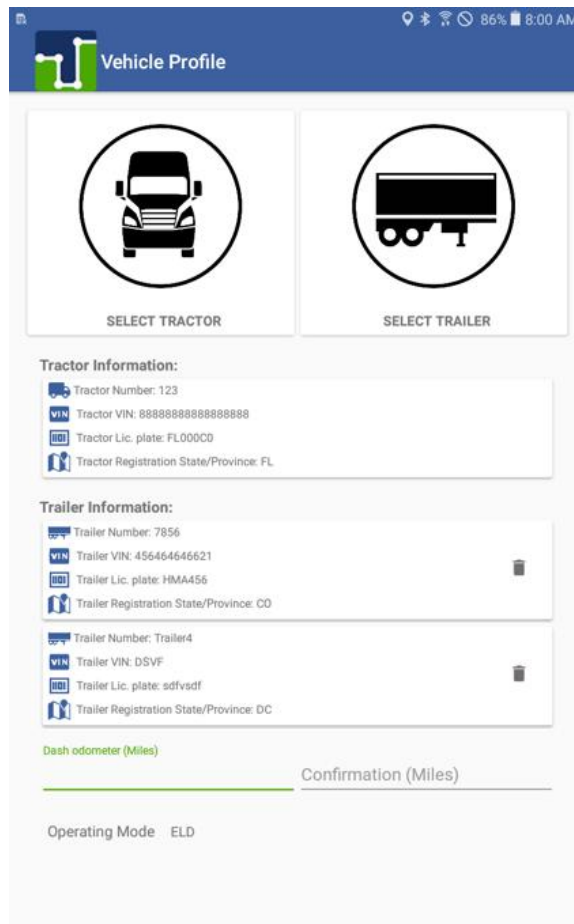 86% 8:00 AM
Vehicle Profile
SELECT TRACTOR
SELECT TRAILER
Tractor Information:
Tractor Number: 123
VIN Tractor VIN: 88888888888888888
Tractor Lic. plate: FL000C0
Tractor Registration State/Province: FL
Trailer Information:
Trailer Number: 7856
VIN Trailer VIN: 456464646621
Trailer Lic. plate: HMA456
Trailer Registration State/Province: CO
Trailer Number: Trailer4
VIN Trailer VIN: DSVF
Trailer Lic. plate: sdfvsdf
Trailer Registration State/Province: DC
Dash odometer (Miles)
Confirmation (Miles)
Operating Mode ELD